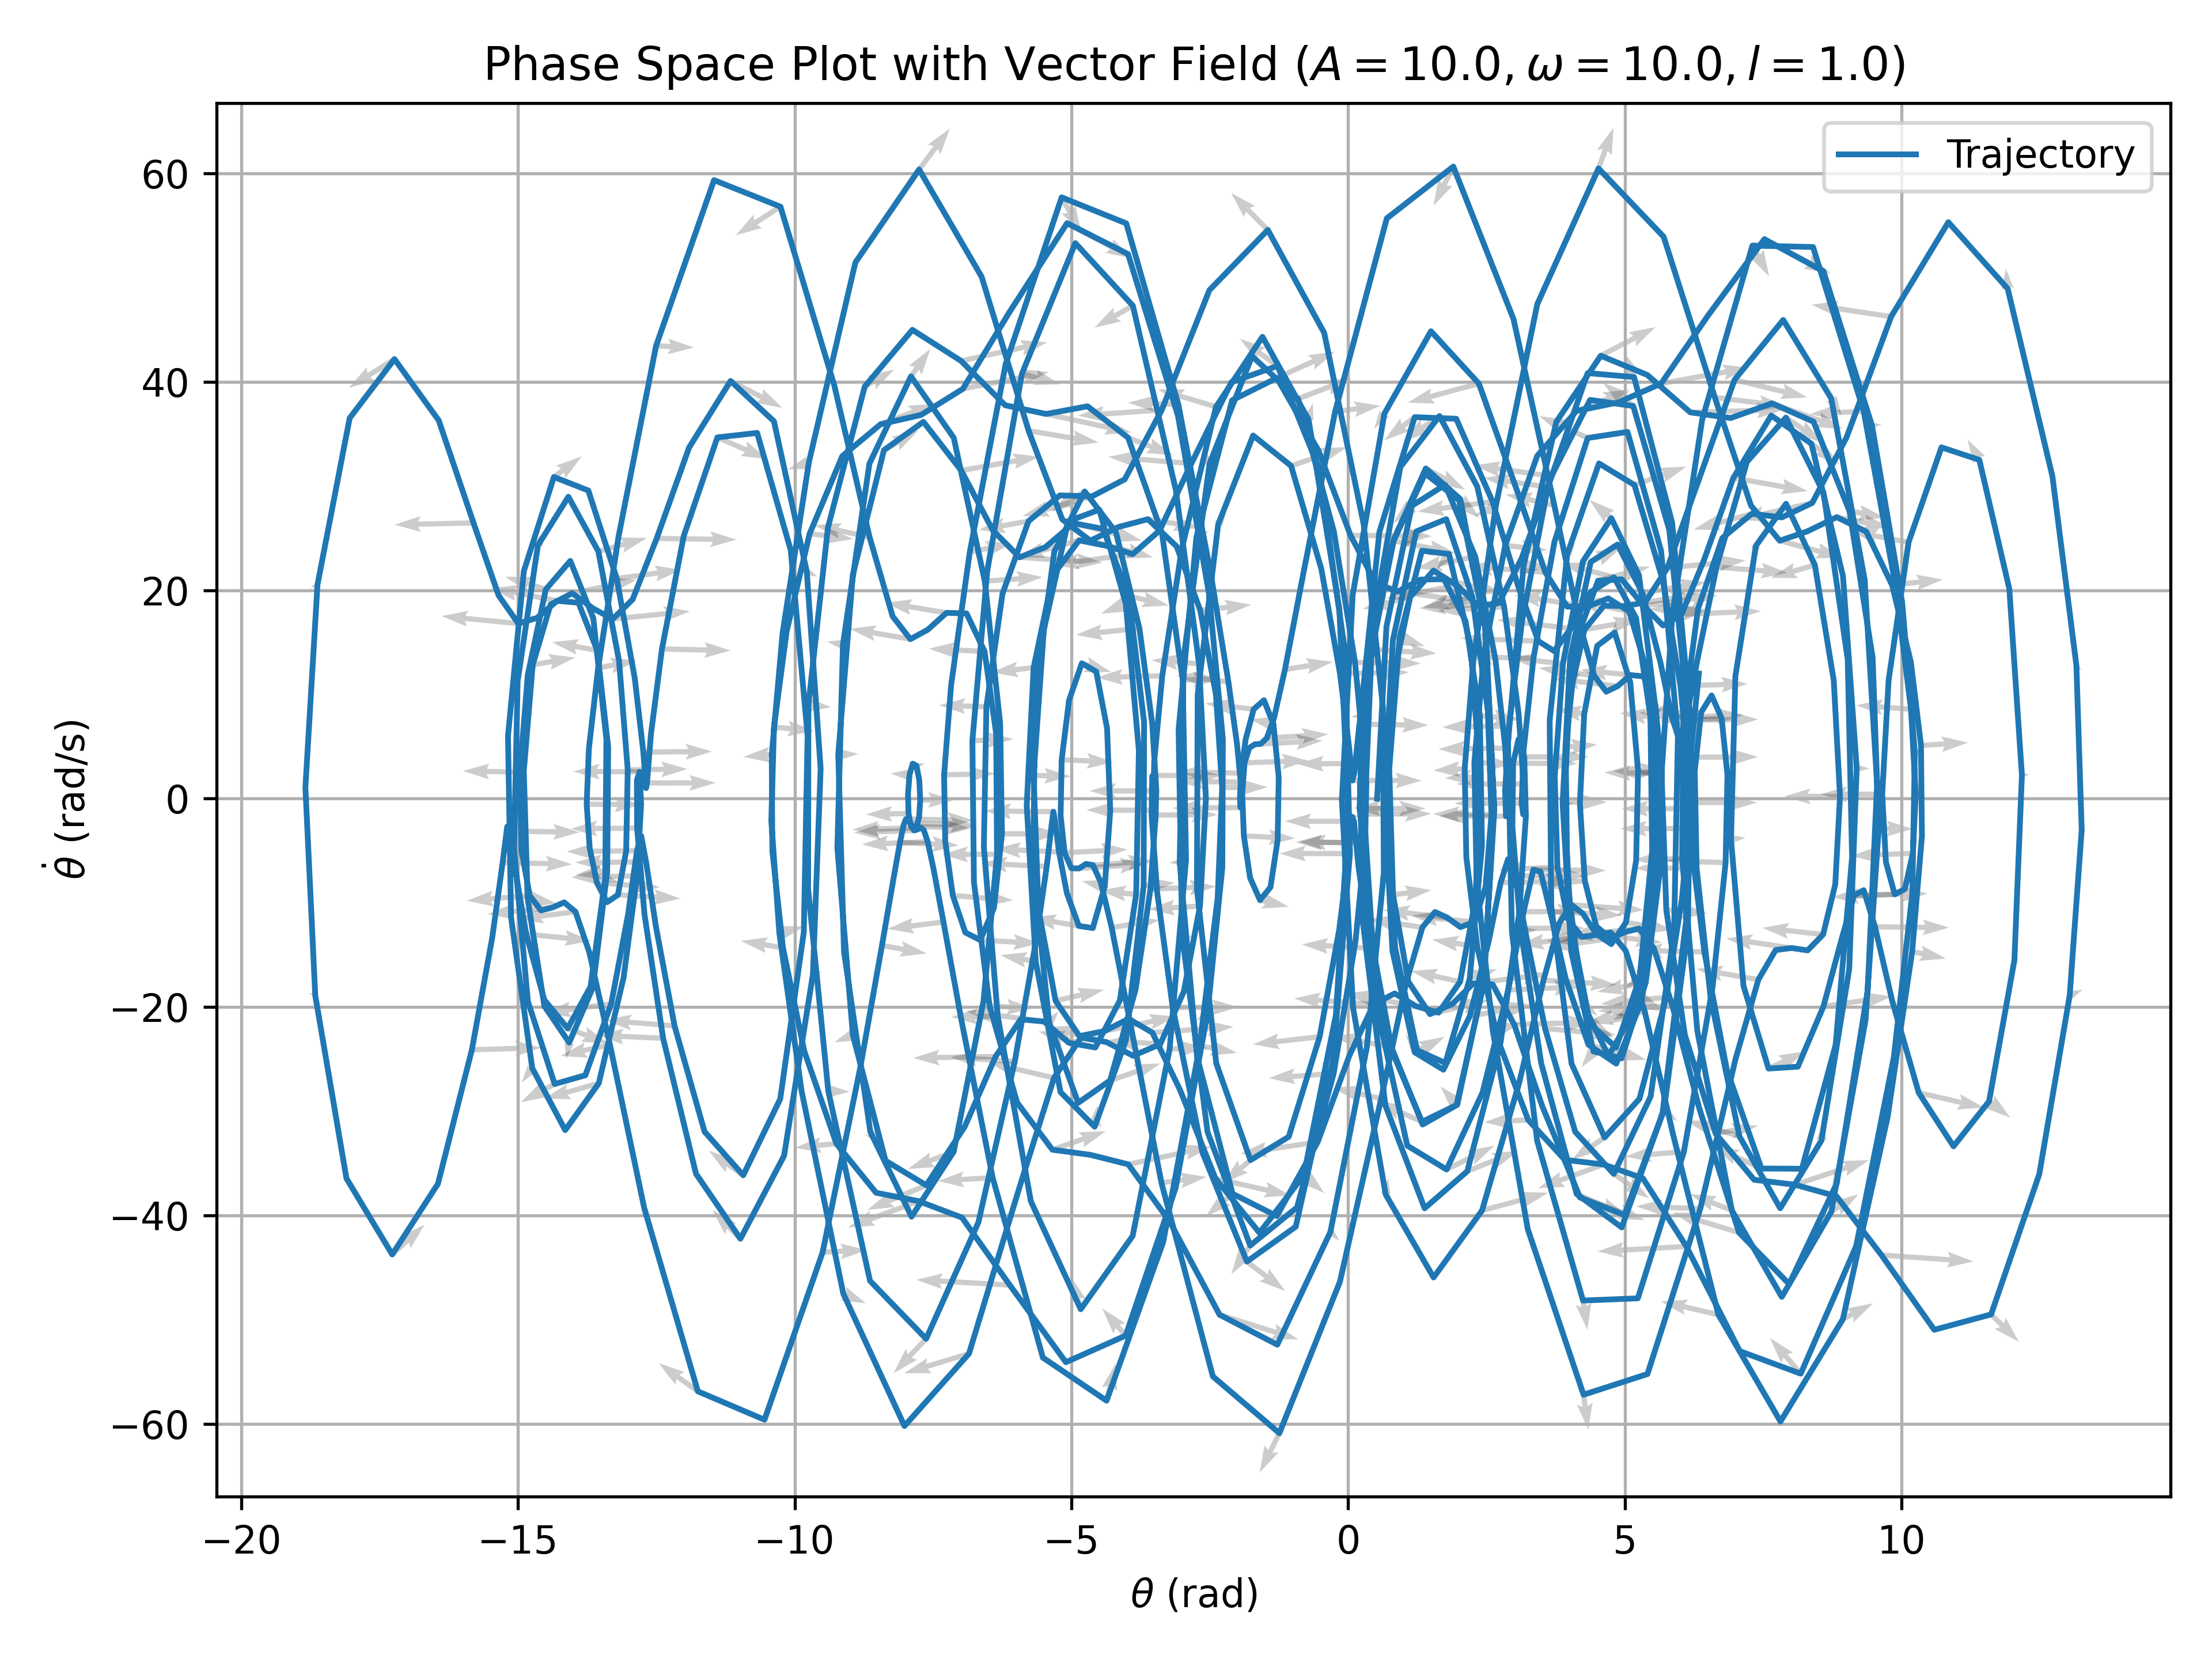 Phase Space Plot with Vector Field (A = 10.0, ω = 10.0, l = 1.0)
Trajectory
60
40
20
0
−20
−40
−60
θ̇ (rad/s)
−20 −15 −10 −5 0 5 10
θ (rad)